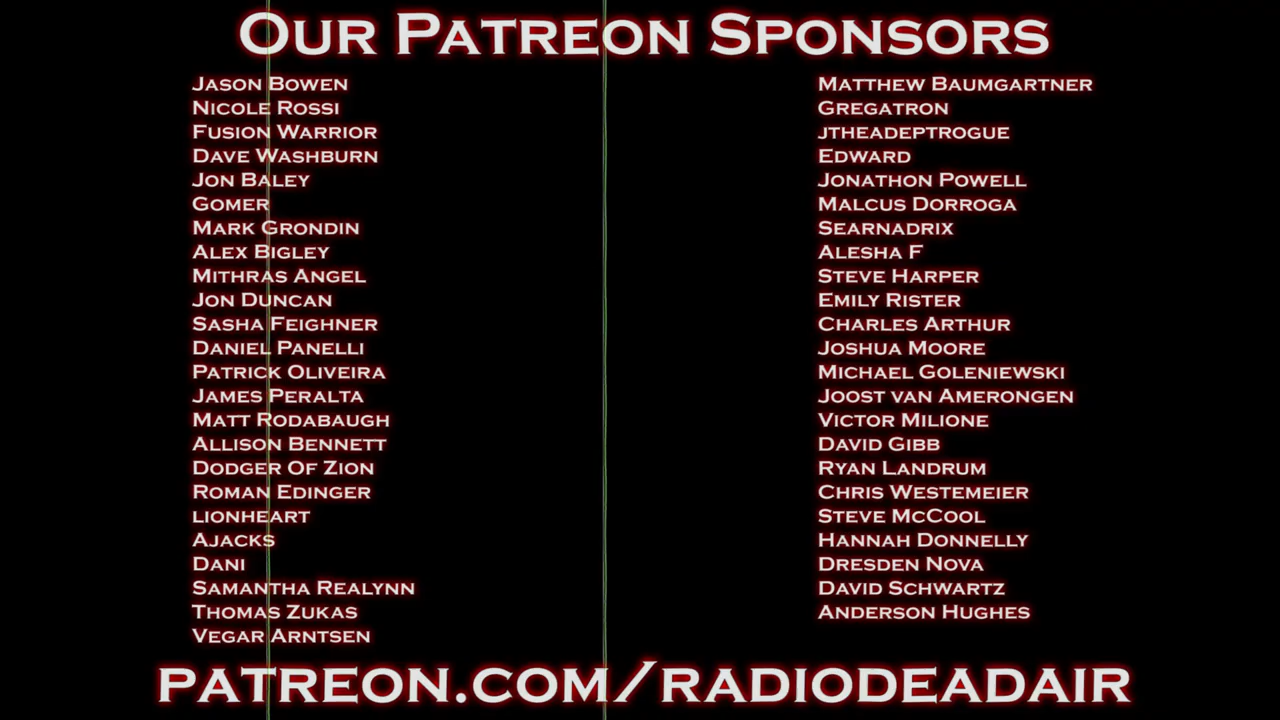 Our Patreon Sponsors
Jason Bowen
Nicole Rossi
Fusion Warrior
Dave Washburn
Jon Baley
Gomer
Mark Grondin
Alex Bigley
Mithras Angel
Jon Duncan
Sasha Feighner
Daniel Panelli
Patrick Oliveira
James Peralta
Matt Rodabaugh
Allison Bennett
Dodger Of Zion
Roman Edinger
lionheart
Ajacks
Dani
Samantha Realynn
Thomas Zukas
Vegar Arntsen
Matthew Baumgartner
Gregatron
jtheadeptrogue
Edward
Jonathon Powell
Malcus Dorroga
Searnadrix
Alesha F
Steve Harper
Emily Rister
Charles Arthur
Joshua Moore
Michael Goleniewski
Joost van Amerongen
Victor Milione
David Gibb
Ryan Landrum
Chris Westemeier
Steve McCool
Hannah Donnelly
Dresden Nova
David Schwartz
Anderson Hughes
patreon.com/radiodeadair